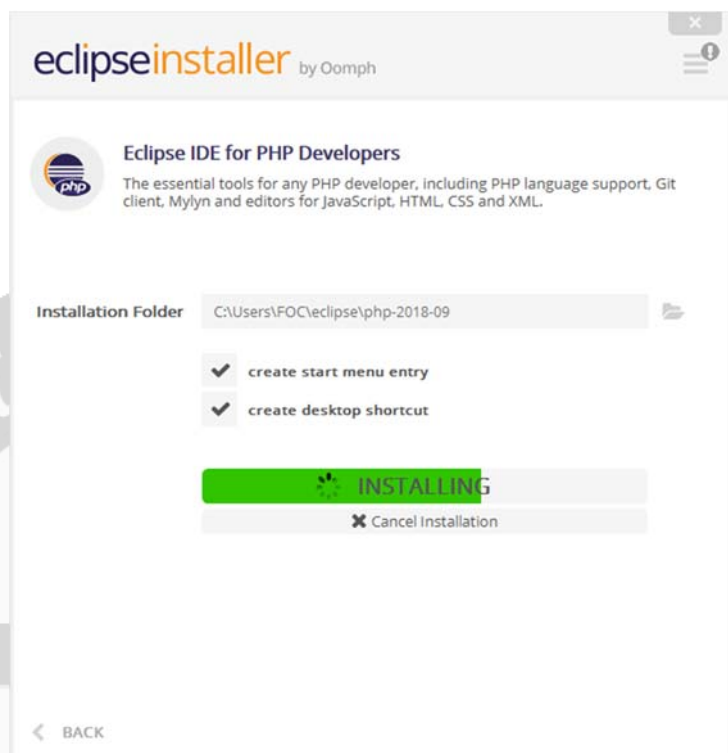 eclipseinstaller by Oomph
php
Eclipse IDE for PHP Developers
The essential tools for any PHP developer, including PHP language support, Git
client, Mylyn and editors for JavaScript, HTML, CSS and XML.
Installation Folder C:\Users\FOC\eclipse\php-2018-09
create start menu entry
create desktop shortcut
INSTALLING
Cancel Installation
BACK